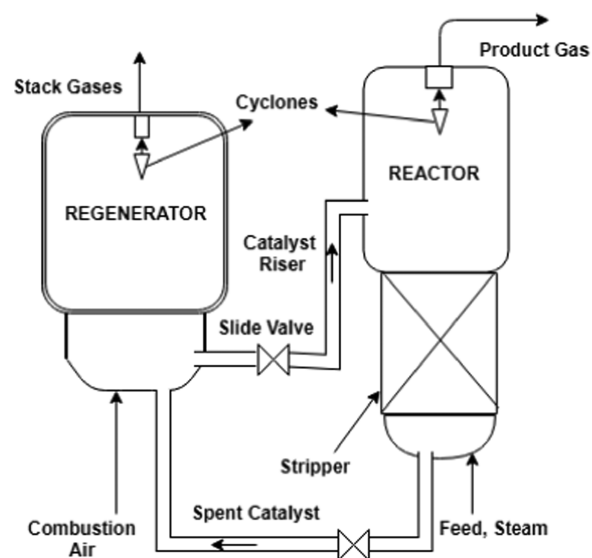 Product Gas
Stack Gases
Cyclones
REACTOR
REGENERATOR
Catalyst
Riser
Slide Valve
Stripper
Spent Catalyst
Combustion
Air
Feed, Steam